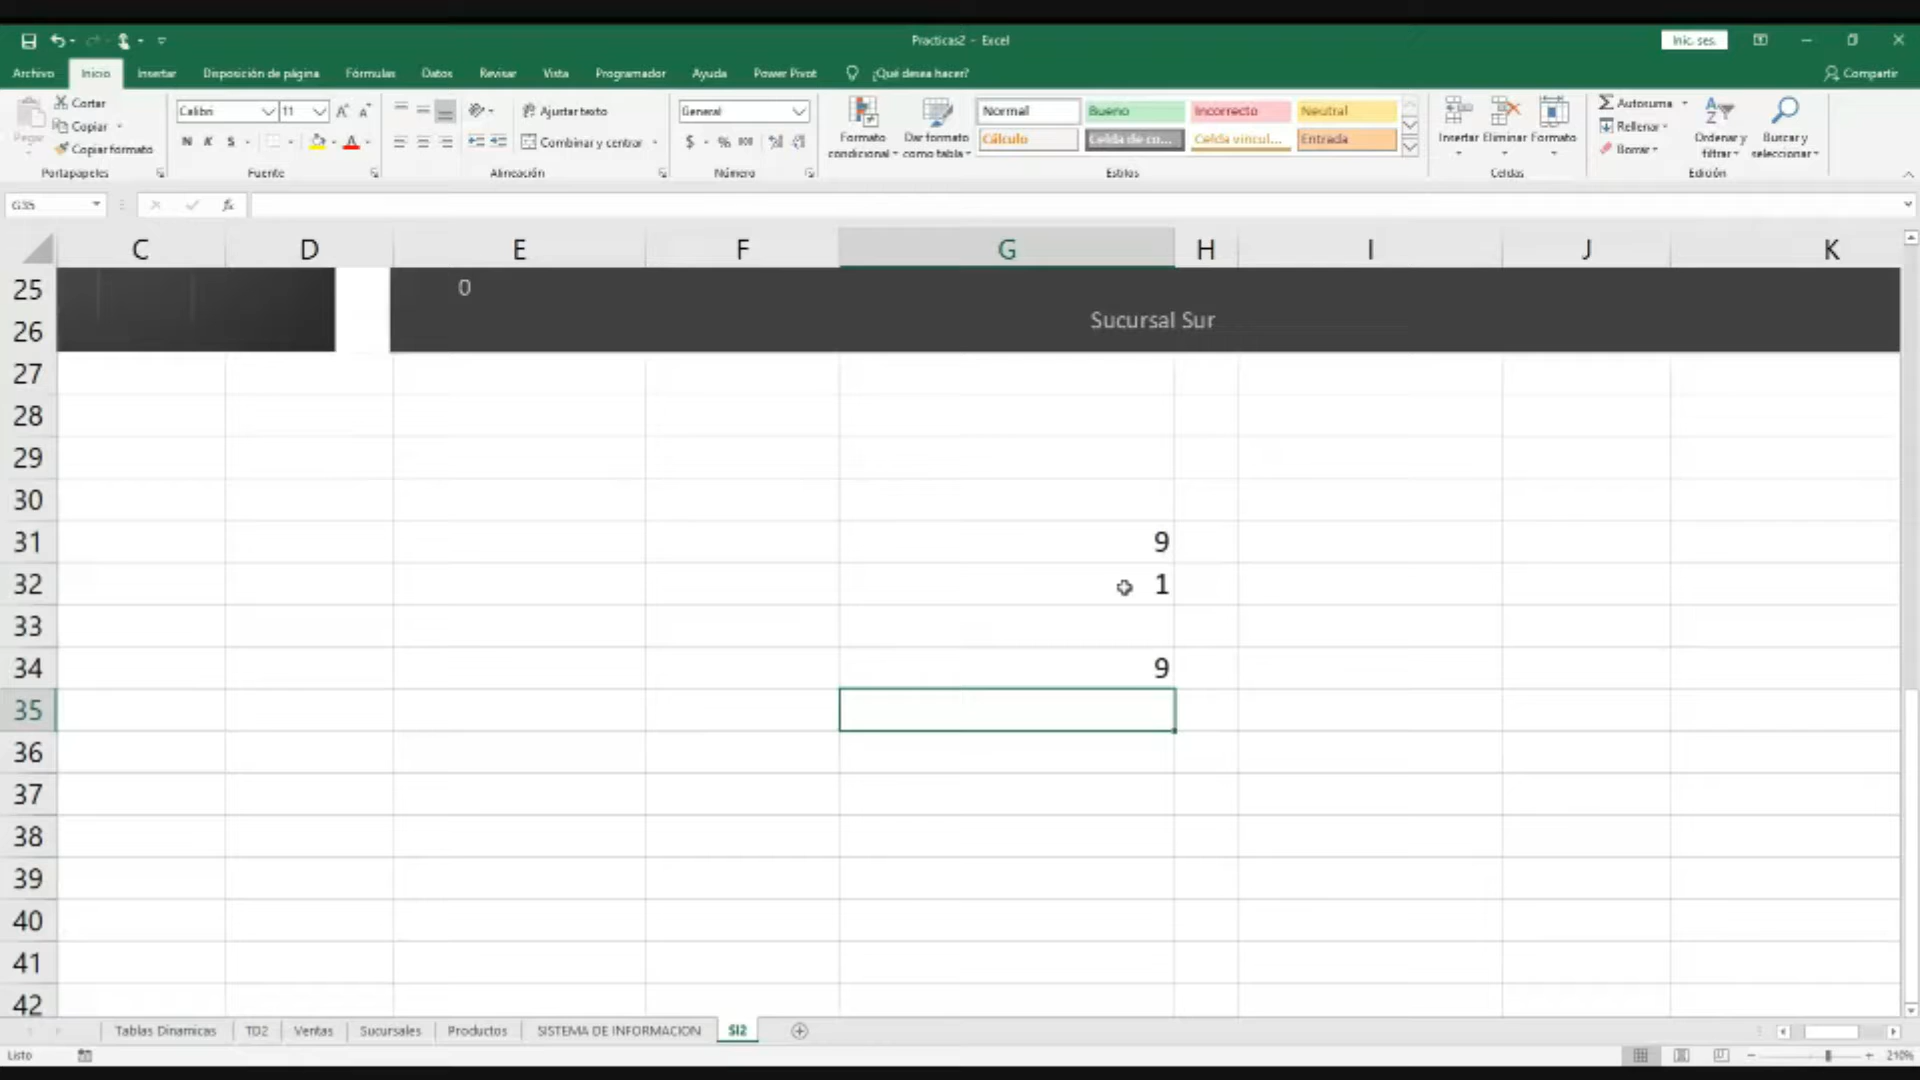 Practicas2 - Excel
Inic. ses.
Archivo Inicio Insertar Disposición de página Fórmulas Datos Revisar Vista Programador Ayuda Power Pivot ¿Qué desea hacer? Compartir
Pegar
Cortar
Copiar
Copiar formato
Portapapeles
Calibri 11
N K S
Fuente
Ajustar texto
Combinar y centrar
Alineación
General
$ % 000
Número
Formato condicional
Dar formato como tabla
Normal Bueno Incorrecto Neutral
Cálculo Celda de co... Celda vincul... Entrada
Estilos
Insertar Eliminar Formato
Celdas
Autosuma
Rellenar
Borrar
Ordenar y filtrar
Buscar y seleccionar
Edición
G35 fx
C D E F G H I J K
25 0
26 Sucursal Sur
27
28
29
30
31 9
32 1
33
34 9
35
36
37
38
39
40
41
42
Tablas Dinamicas TD2 Ventas Sucursales Productos SISTEMA DE INFORMACION SI2
Listo 210%